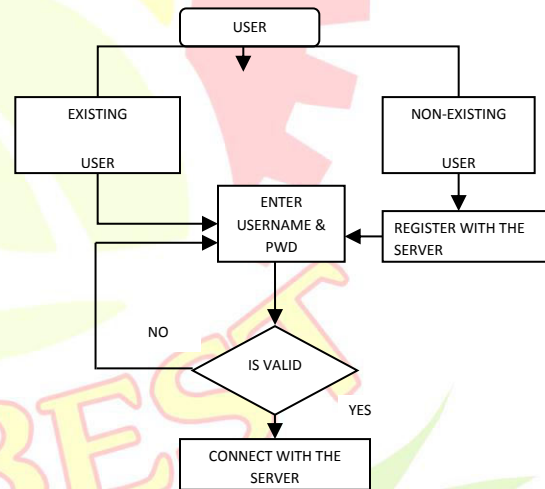 USER
EXISTING
USER
NON-EXISTING
USER
ENTER
USERNAME &
PWD
REGISTER WITH THE
SERVER
NO
IS VALID
YES
CONNECT WITH THE
SERVER
BEST